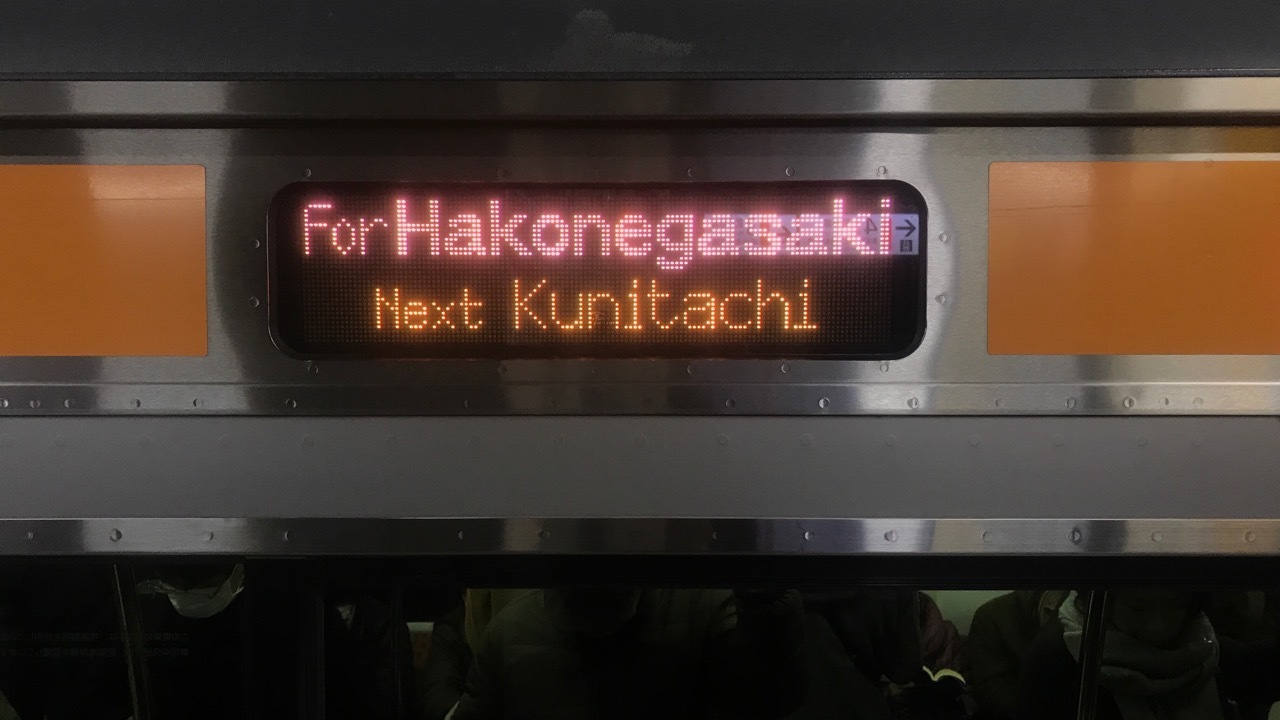 For Hakonegasaki
Next Kunitachi